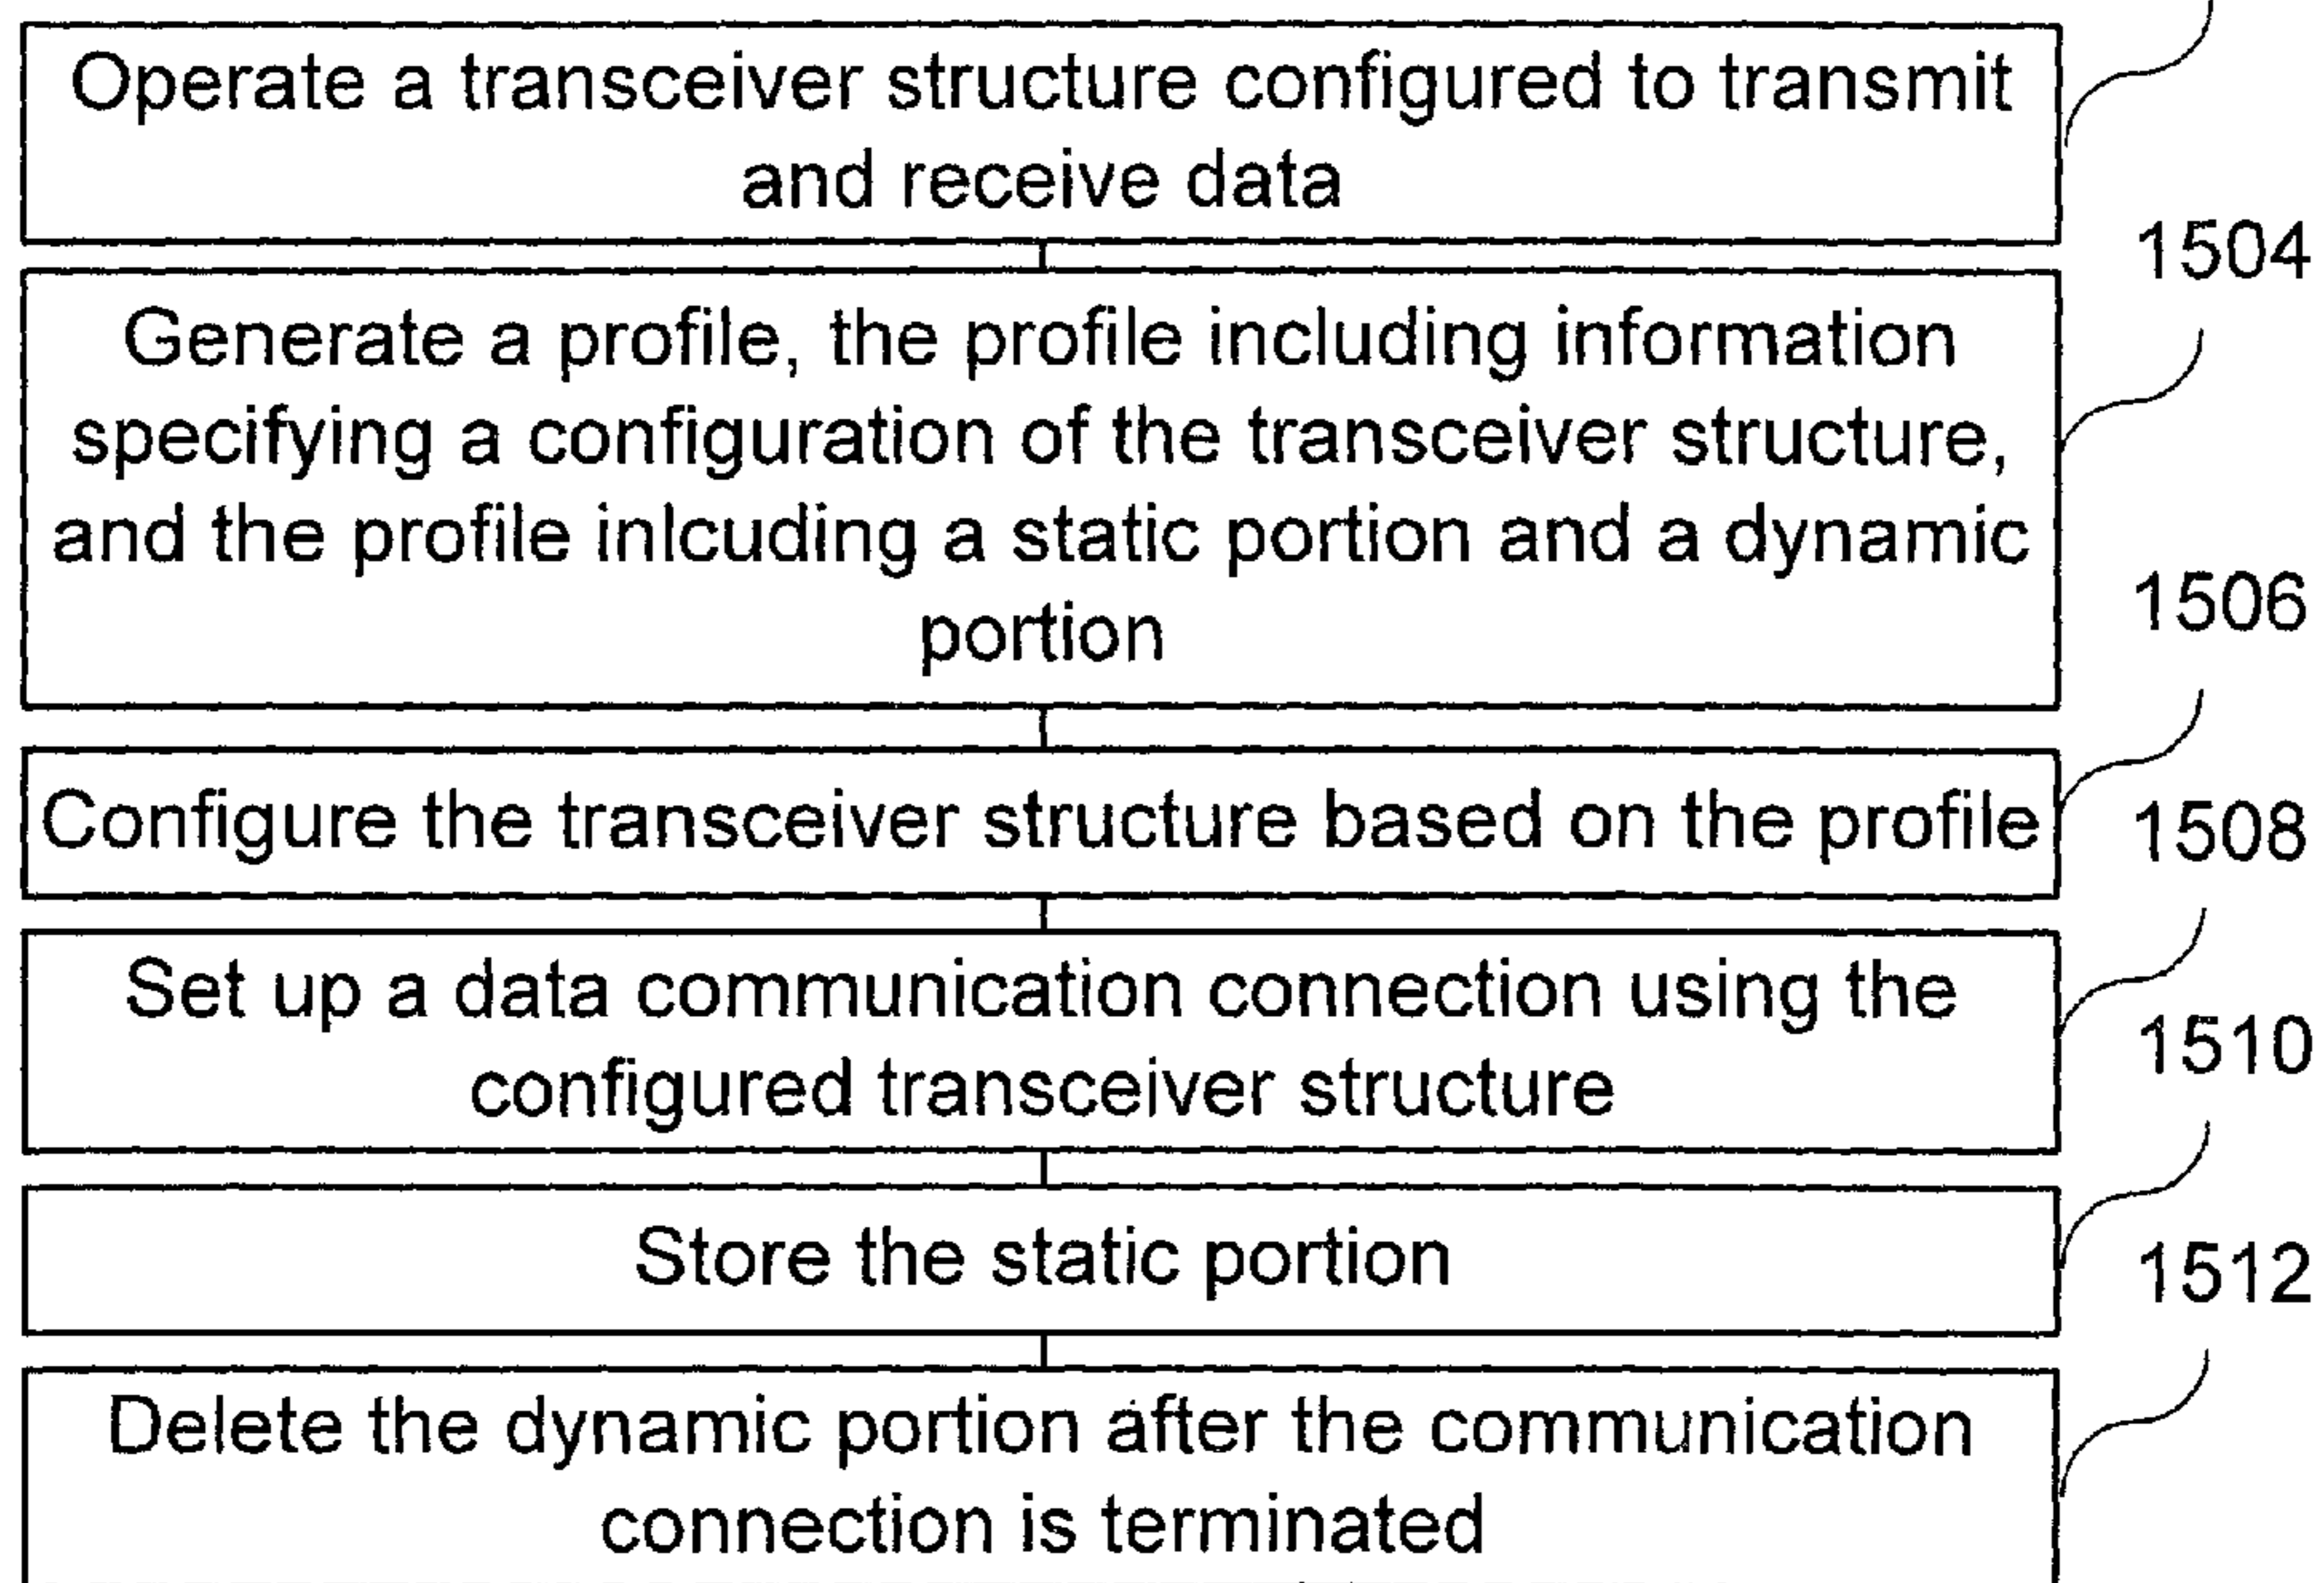 Operate a transceiver structure configured to transmit
and receive data
1504
Generate a profile, the profile including information
specifying a configuration of the transceiver structure,
and the profile inlcuding a static portion and a dynamic
portion
1506
Configure the transceiver structure based on the profile
1508
Set up a data communication connection using the
configured transceiver structure
1510
Store the static portion
1512
Delete the dynamic portion after the communication
connection is terminated